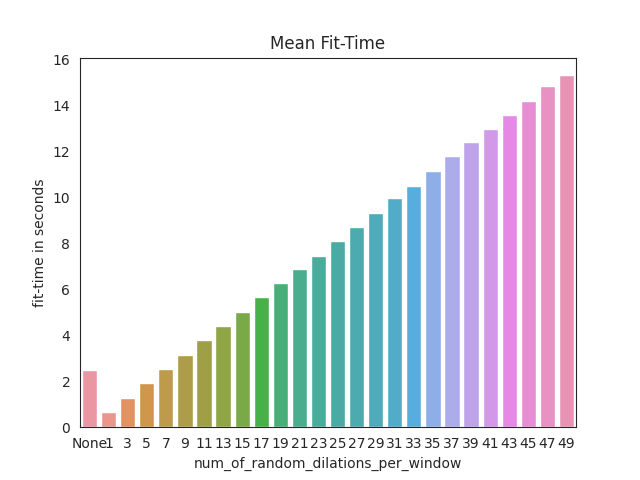 Mean Fit-Time
16
14
12
10
8
6
4
2
0
fit-time in seconds
None 1 3 5 7 9 11 13 15 17 19 21 23 25 27 29 31 33 35 37 39 41 43 45 47 49
num_of_random_dilations_per_window